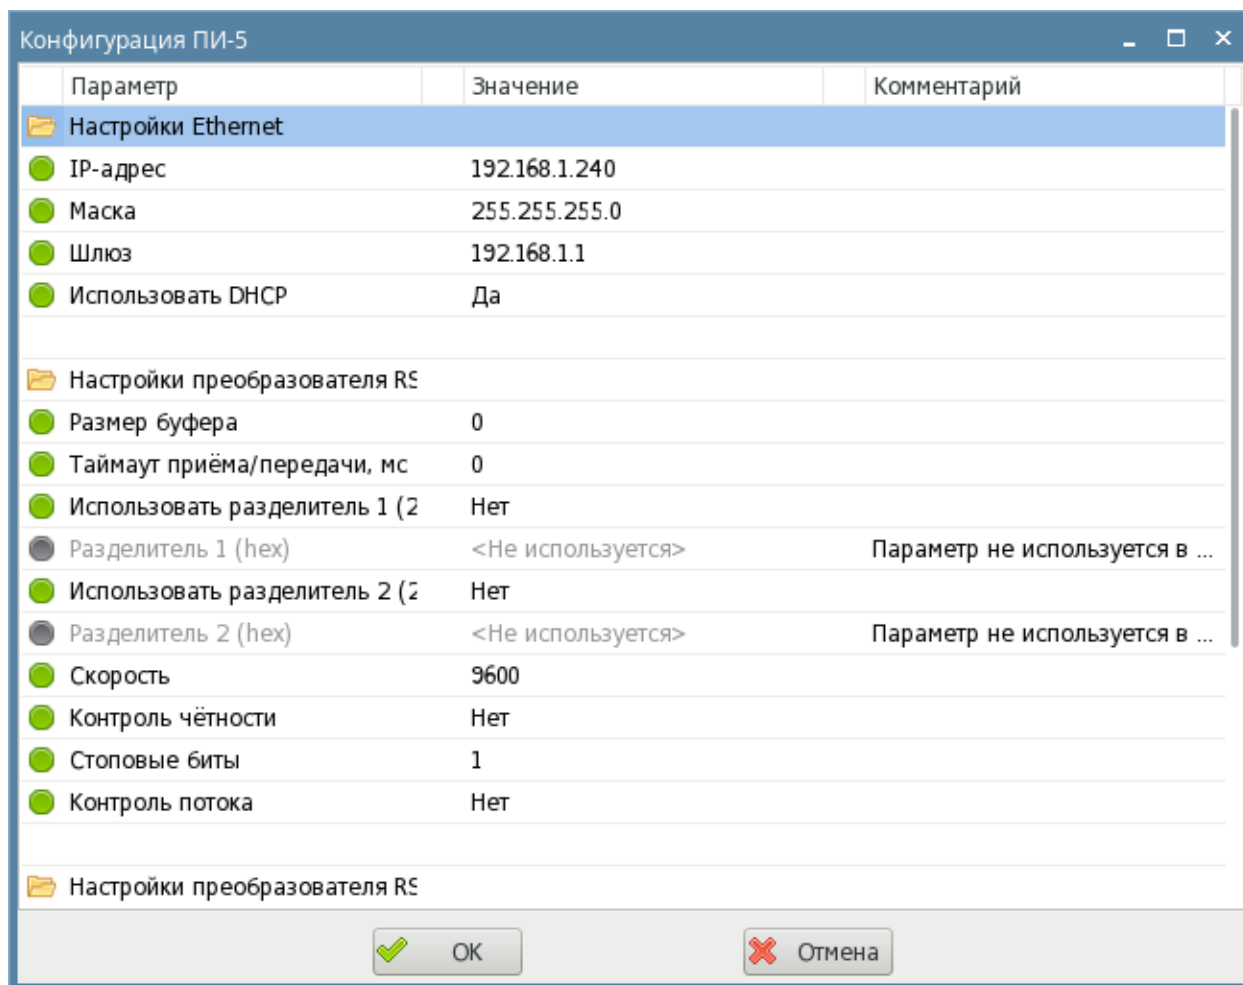 Конфигурация ПИ-5
Параметр Значение Комментарий
Настройки Ethernet
IP-адрес 192.168.1.240
Маска 255.255.255.0
Шлюз 192.168.1.1
Использовать DHCP Да
Настройки преобразователя RS
Размер буфера 0
Таймаут приёма/передачи, мс 0
Использовать разделитель 1 (2 Нет
Разделитель 1 (hex) <Не используется> Параметр не используется в ...
Использовать разделитель 2 (2 Нет
Разделитель 2 (hex) <Не используется> Параметр не используется в ...
Скорость 9600
Контроль чётности Нет
Стоповые биты 1
Контроль потока Нет
Настройки преобразователя RS
OK Отмена